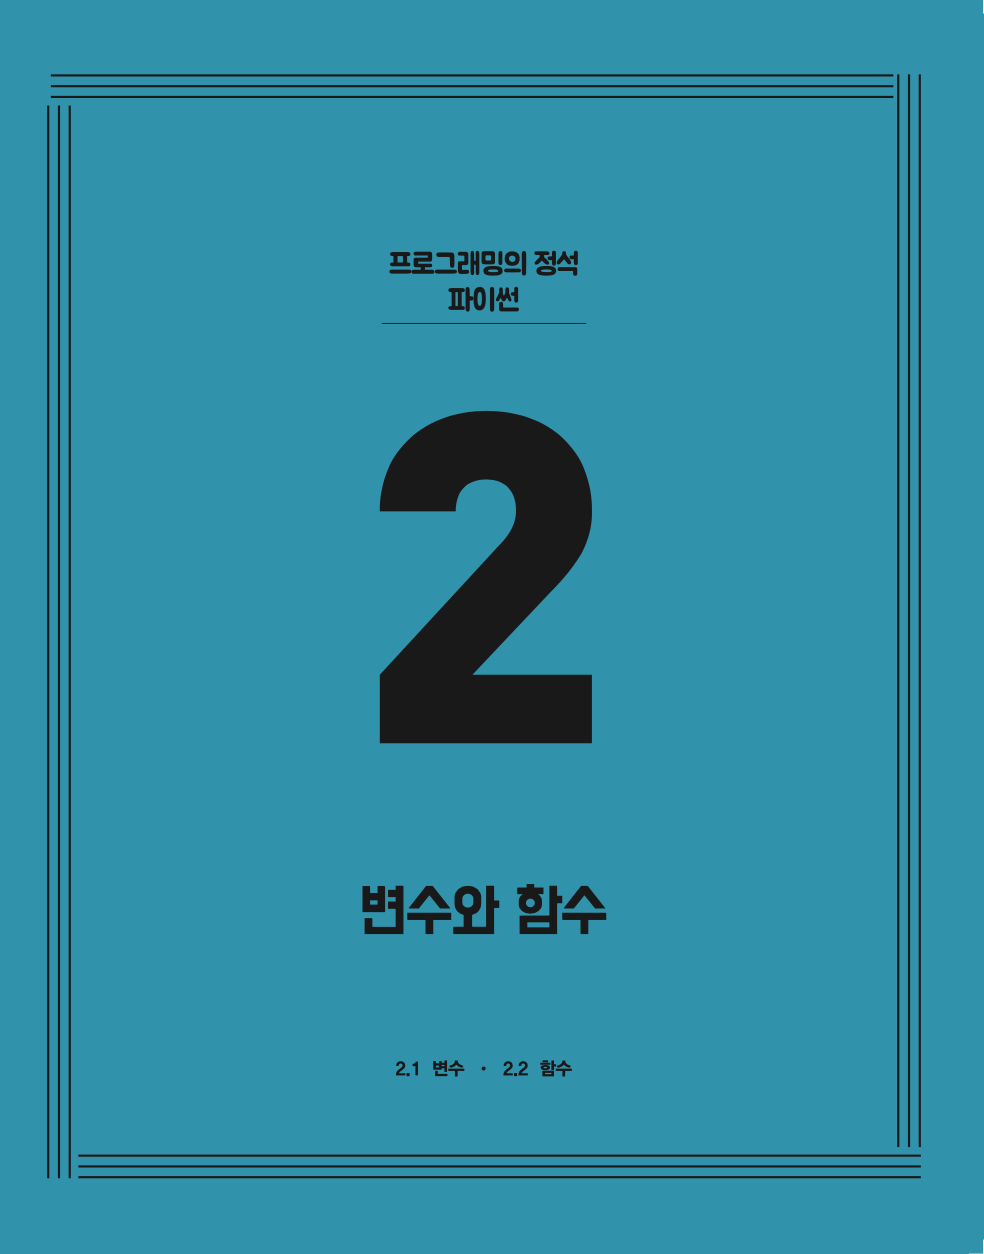 프로그래밍의 정석
파이썬
2
변수와 함수
2.1 변수 · 2.2 함수